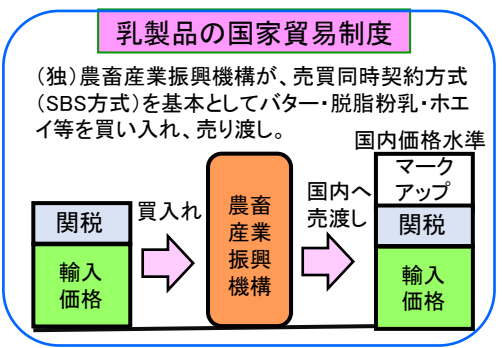 乳製品の国家貿易制度
（独）農畜産業振興機構が、売買同時契約方式
（SBS方式）を基本としてバター・脱脂粉乳・ホエ
イ等を買い入れ、売り渡し。
関税
輸入
価格
買入れ
農畜
産業
振興
機構
国内へ
売渡し
国内価格水準
マーク
アップ
関税
輸入
価格